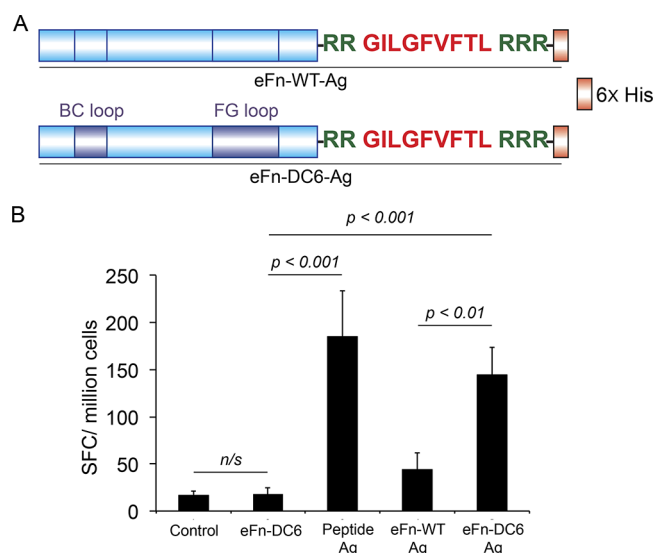 A
RR GILGFVFTL RRR
eFn-WT-Ag
6x His
BC loop FG loop
RR GILGFVFTL RRR
eFn-DC6-Ag
B
p < 0.001
p < 0.001
p < 0.01
n/s
SFC/ million cells
250
200
150
100
50
0
Control eFn-DC6 Peptide Ag eFn-WT Ag eFn-DC6 Ag